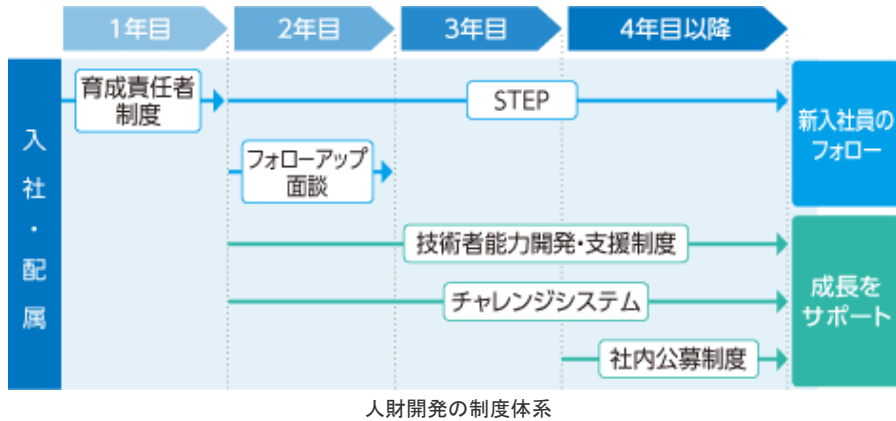 1年目
2年目
3年目
4年目以降
入社・配属
育成責任者
制度
STEP
新入社員の
フォロー
フォローアップ
面談
技術者能力開発・支援制度
チャレンジシステム
成長を
サポート
社内公募制度
人財開発の制度体系